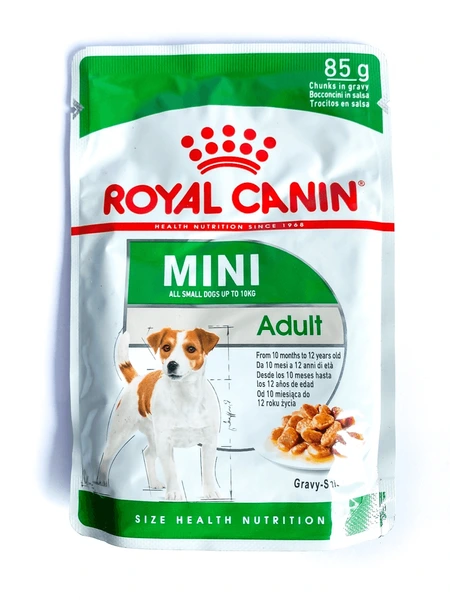 85 g
Chunks in gravy
Bocconcini in salsa
Trocitos en salsa
ROYAL CANIN®
HEALTH NUTRITION SINCE 1968
MINI
ALL SMALL DOGS UP TO 10KG
Adult
From 10 months to 12 years old
Da 10 mesi a 12 anni di età
Desde los 10 meses hasta
los 12 años de edad
Od 10 miesiąca do
12 roku życia
SIZE HEALTH NUTRITION